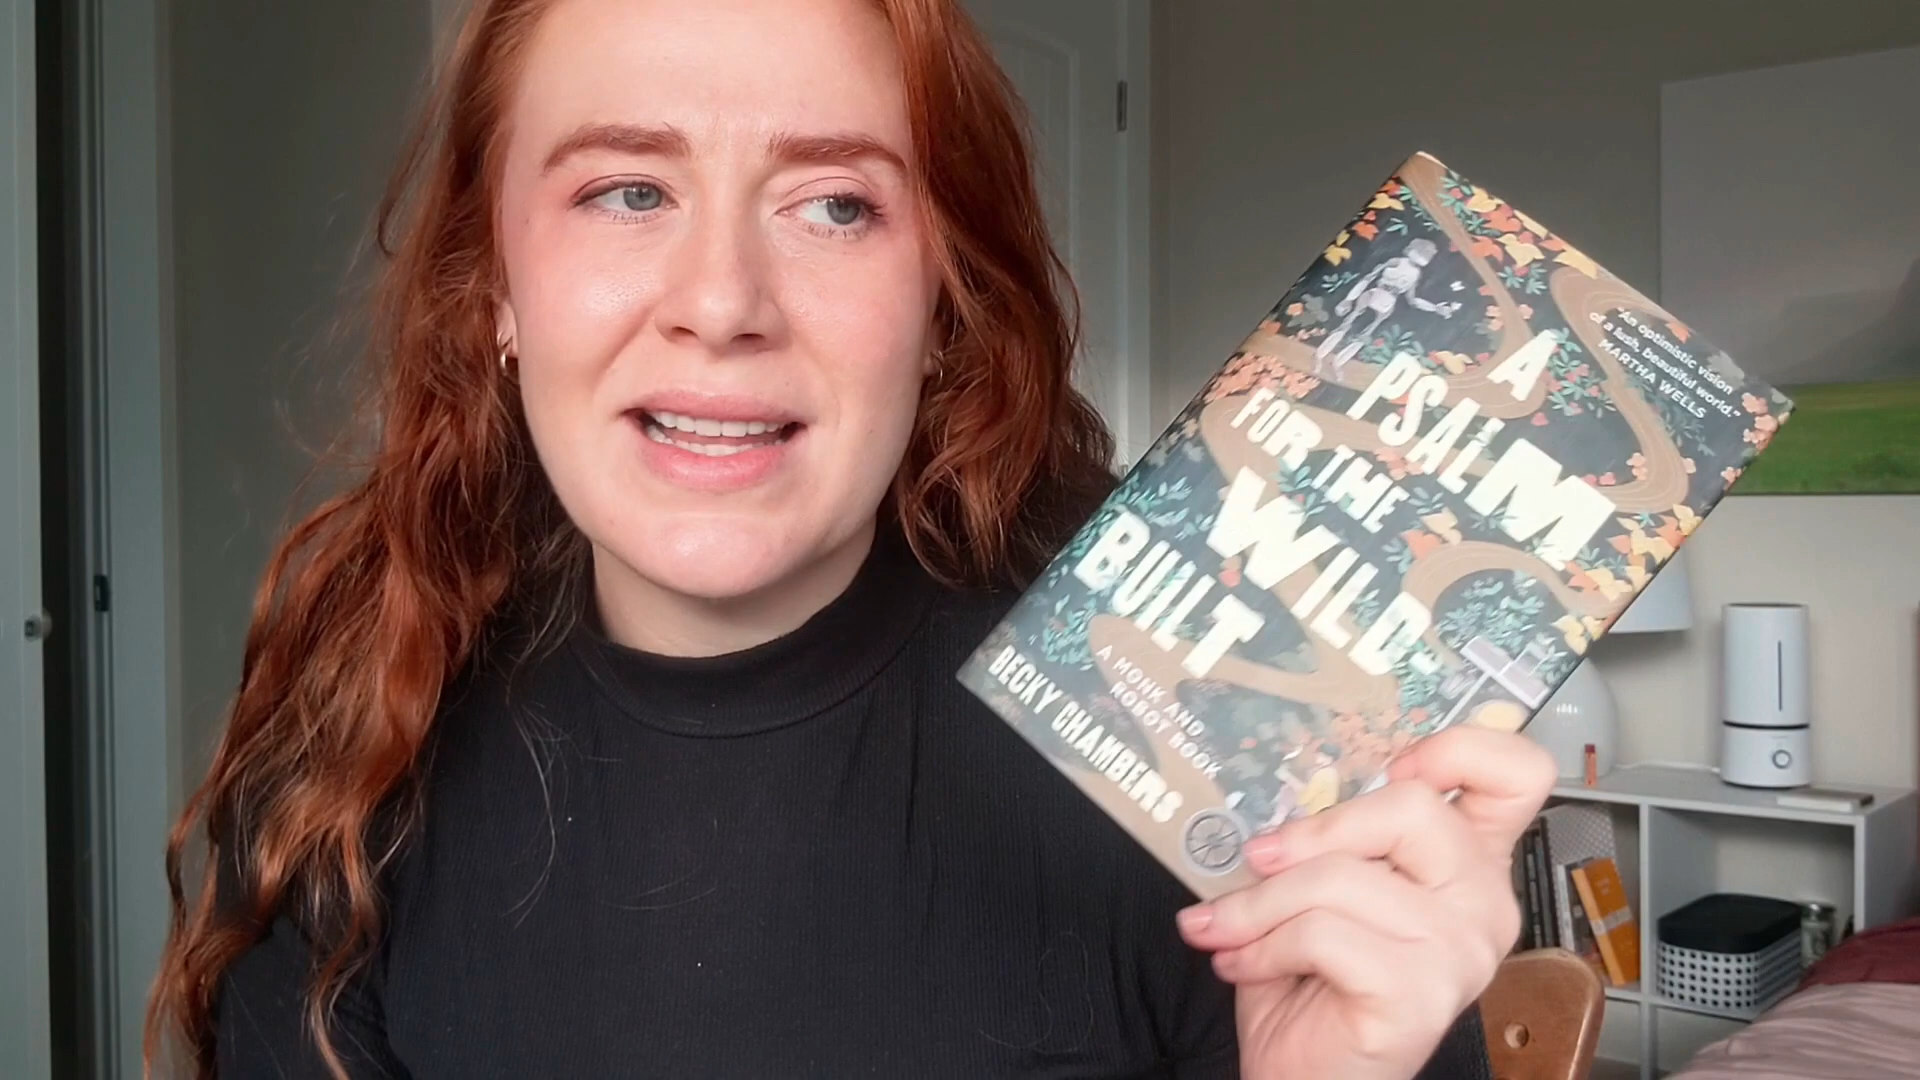 "An optimistic vision
of a lush, beautiful world."
MARTHA WELLS
A
PSALM
FOR THE
WILD-
BUILT
A MONK AND
ROBOT BOOK
BECKY CHAMBERS